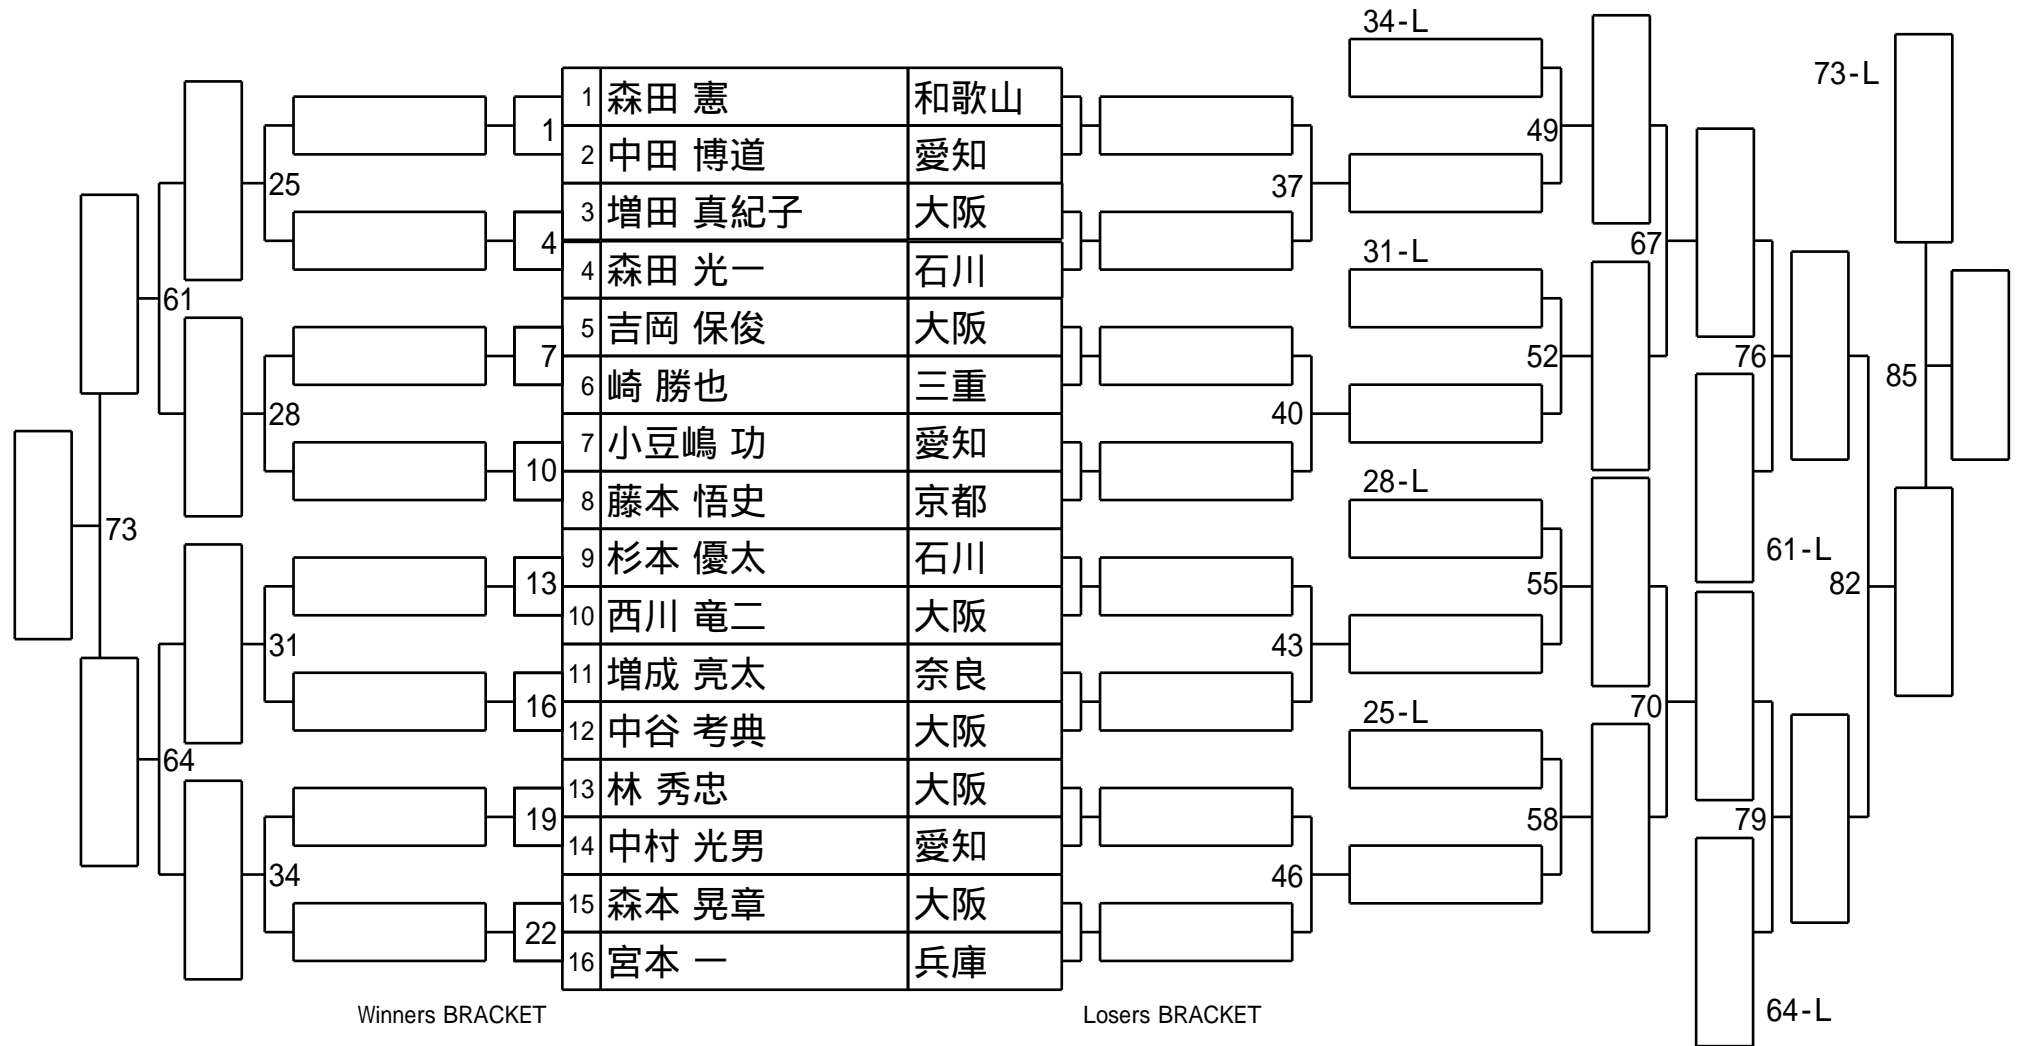 34-L
73-L
1 森田 憲 和歌山
1
49
2 中田 博道 愛知
25
37
3 増田 真紀子 大阪
4
67
31-L
4 森田 光一 石川
61
5 吉岡 保俊 大阪
7
52
76
85
6 崎 勝也 三重
28
40
7 小豆嶋 功 愛知
10
28-L
8 藤本 悟史 京都
73
61-L
9 杉本 優太 石川
13
55
82
10 西川 竜二 大阪
31
43
11 増成 亮太 奈良
16
70
25-L
12 中谷 考典 大阪
64
13 林 秀忠 大阪
19
58
79
14 中村 光男 愛知
34
46
15 森本 晃章 大阪
22
16 宮本 一 兵庫
Winners BRACKET
Losers BRACKET
64-L